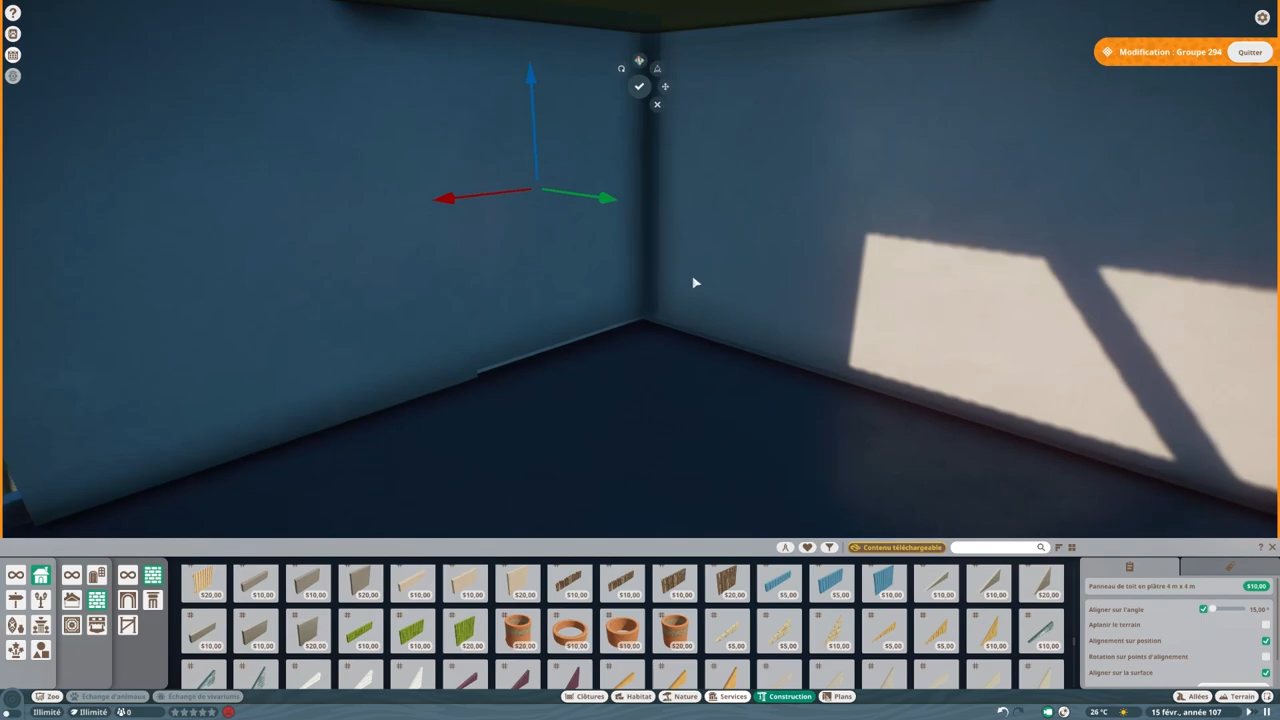 ?
Modification : Groupe 294
Quitter
Contenu téléchargeable
? ×
$20,00 $10,00 $10,00 $20,00 $10,00 $10,00 $20,00 $10,00 $10,00 $10,00 $20,00 $10,00 $10,00 $20,00 $10,00 $10,00 $20,00
Panneau de toit en plâtre 4 m x 4 m $10,00
Aligner sur l'angle 15,00°
Aplanir le terrain
Alignement sur position
Rotation sur points d'alignement
Aligner sur la surface
$10,00 $10,00 $10,00 $10,00 $10,00 $20,00 $20,00 $10,00 $10,00 $20,00 $5,00 $5,00 $10,00 $5,00 $5,00 $10,00 $10,00
Zoo Échange d'animaux Échange de vivariums Clôtures Habitat Nature Services Construction Plans Allées Terrain
Illimité Illimité 0 26 °C 15 févr., année 107